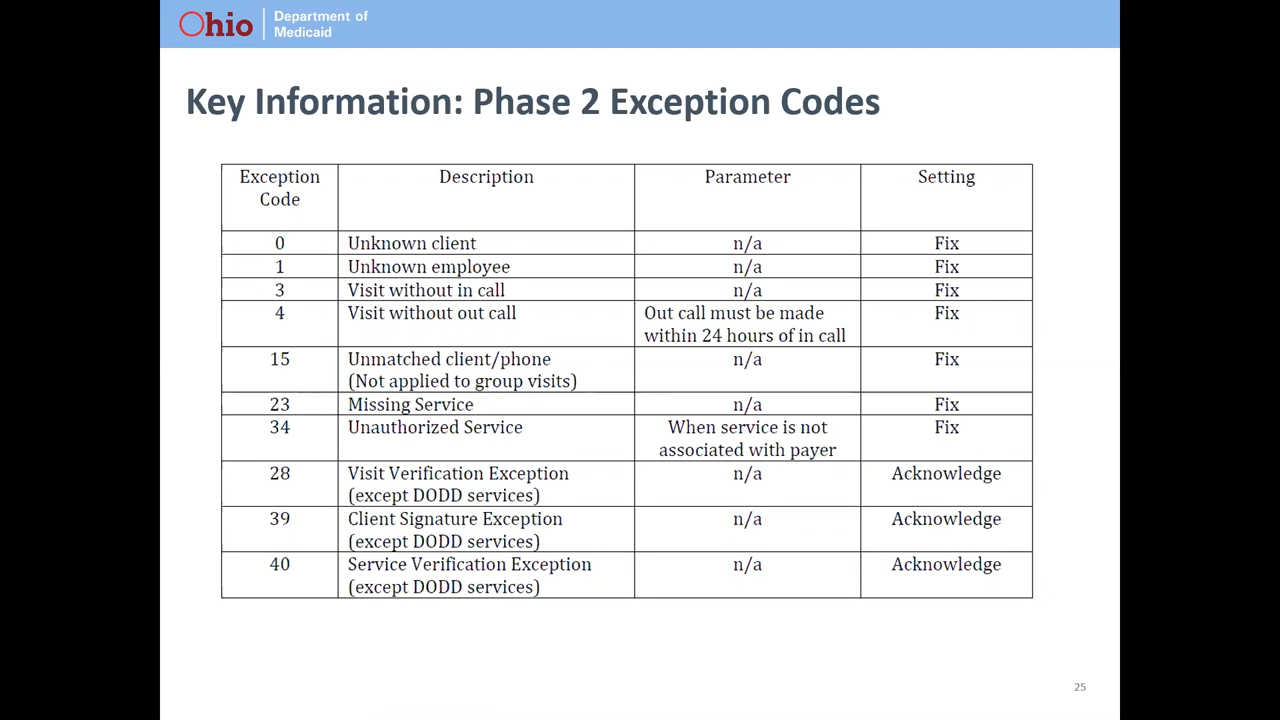 Ohio
Department of
Medicaid
Key Information: Phase 2 Exception Codes
Exception Code Description Parameter Setting
0 Unknown client n/a Fix
1 Unknown employee n/a Fix
3 Visit without in call n/a Fix
4 Visit without out call Out call must be made within 24 hours of in call Fix
15 Unmatched client/phone (Not applied to group visits) n/a Fix
23 Missing Service n/a Fix
34 Unauthorized Service When service is not associated with payer Fix
28 Visit Verification Exception (except DODD services) n/a Acknowledge
39 Client Signature Exception (except DODD services) n/a Acknowledge
40 Service Verification Exception (except DODD services) n/a Acknowledge
25